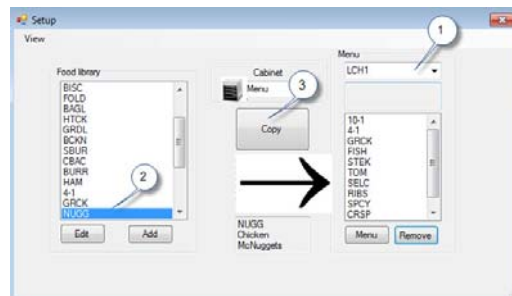 Setup
View
1
Menu
LCH1
Food library
BISC
FOLD
BAGL
HTCK
GRDL
BCKN
SBUR
CBAC
BURR
HAM
4-1
GRCK
NUGG
2
Edit
Add
Cabinet
Menu
3
Copy
NUGG
Chicken
McNuggets
10-1
4-1
GRCK
FISH
STEK
TOM
SELC
RIBS
SPCY
CRSP
Menu
Remove